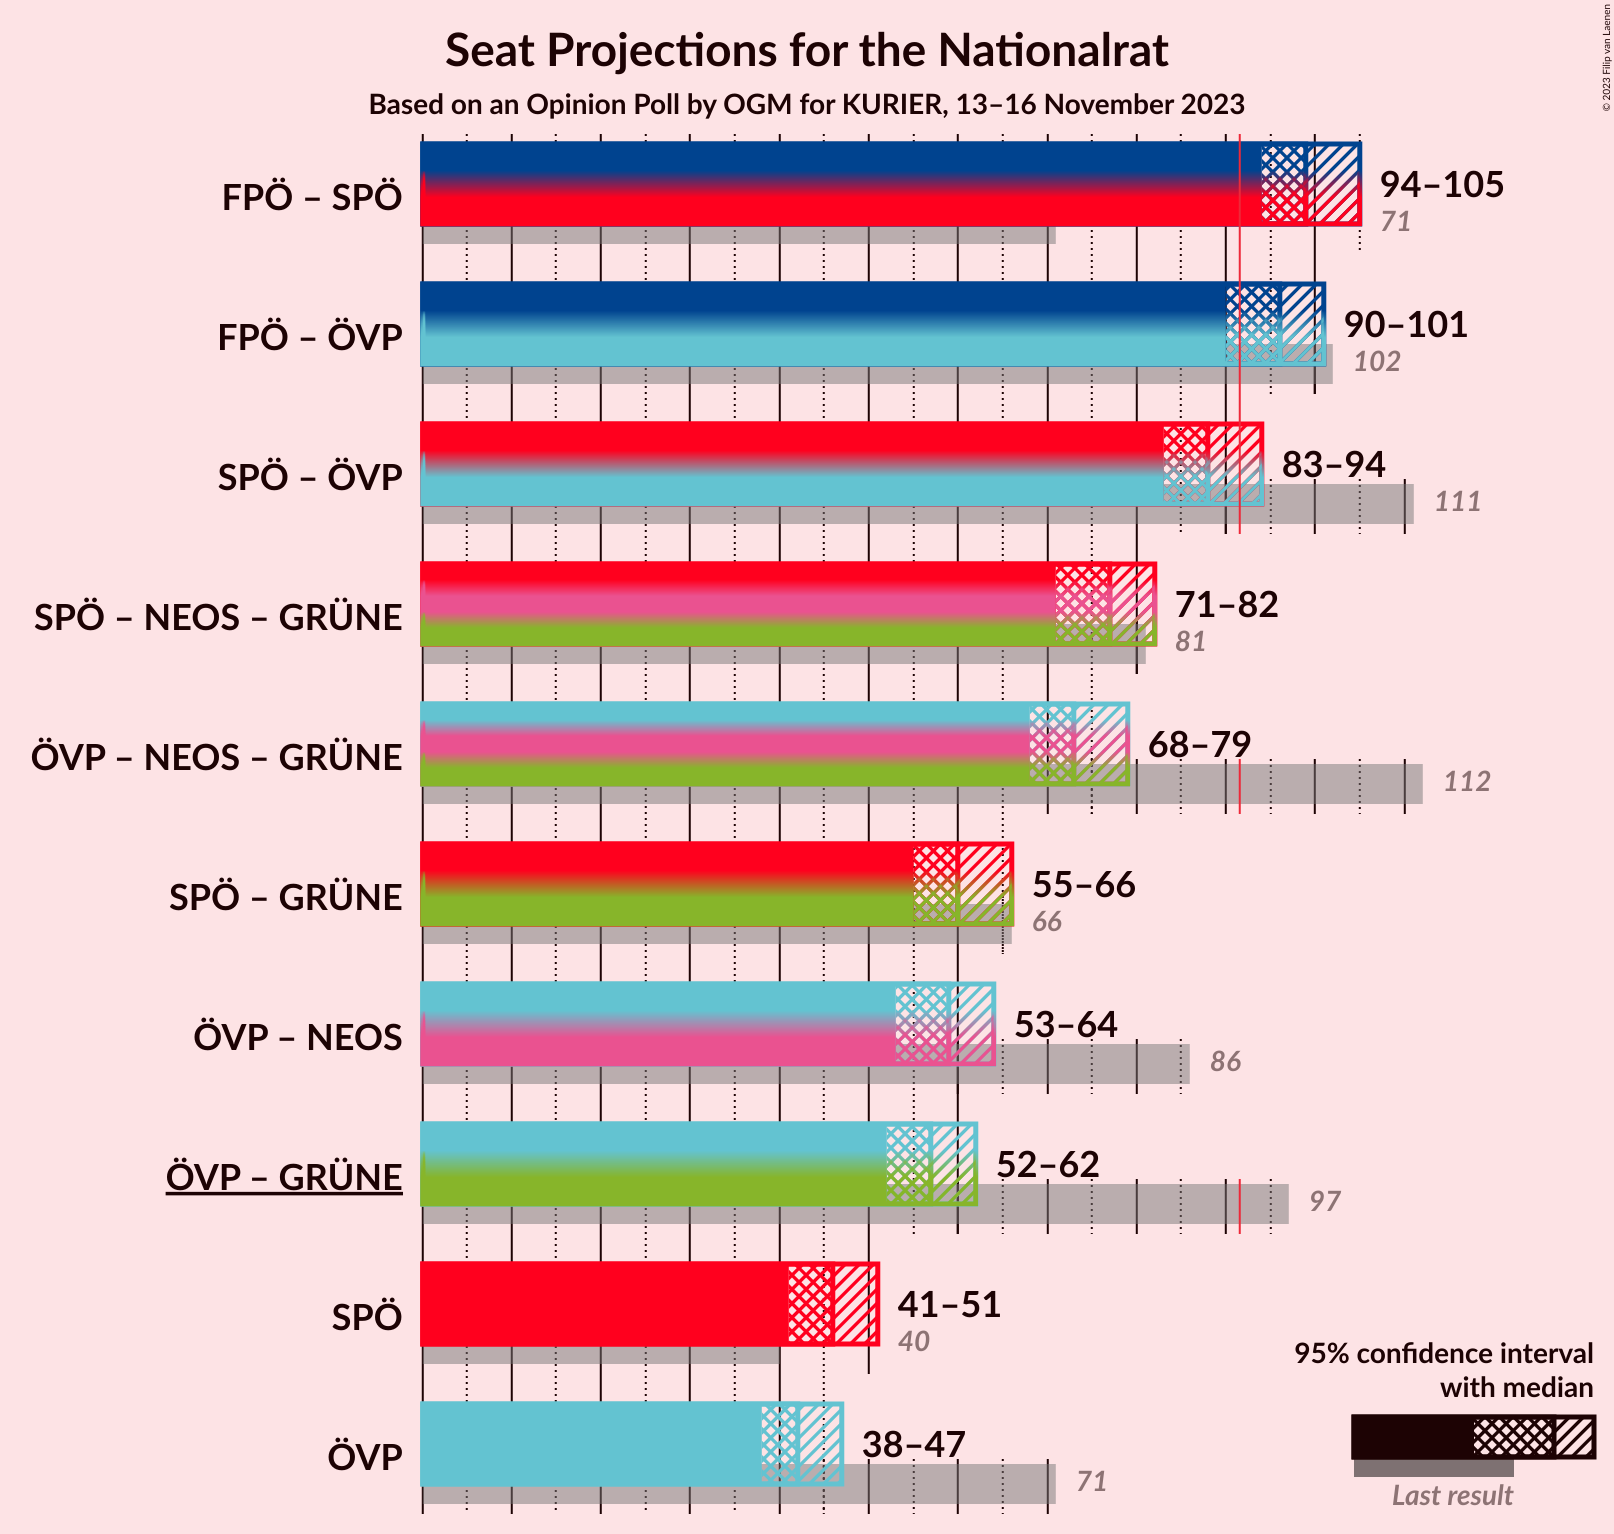 Seat Projections for the Nationalrat
Based on an Opinion Poll by OGM for KURIER, 13–16 November 2023
© 2023 Filip van Laenen
FPÖ – SPÖ
94–105
71
FPÖ – ÖVP
90–101
102
SPÖ – ÖVP
83–94
111
SPÖ – NEOS – GRÜNE
71–82
81
ÖVP – NEOS – GRÜNE
68–79
112
SPÖ – GRÜNE
55–66
66
ÖVP – NEOS
53–64
86
ÖVP – GRÜNE
52–62
97
SPÖ
41–51
40
ÖVP
38–47
71
95% confidence interval
with median
Last result